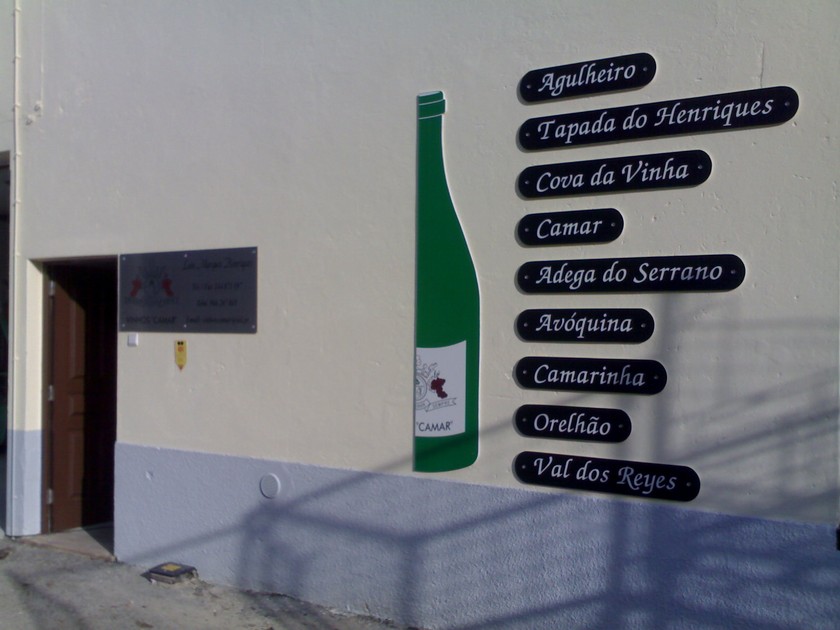 Agulheiro
Tapada do Henriques
Cova da Vinha
Camar
Adega do Serrano
Avóquina
Camarinha
Orelhão
Val dos Reyes
"CAMAR"